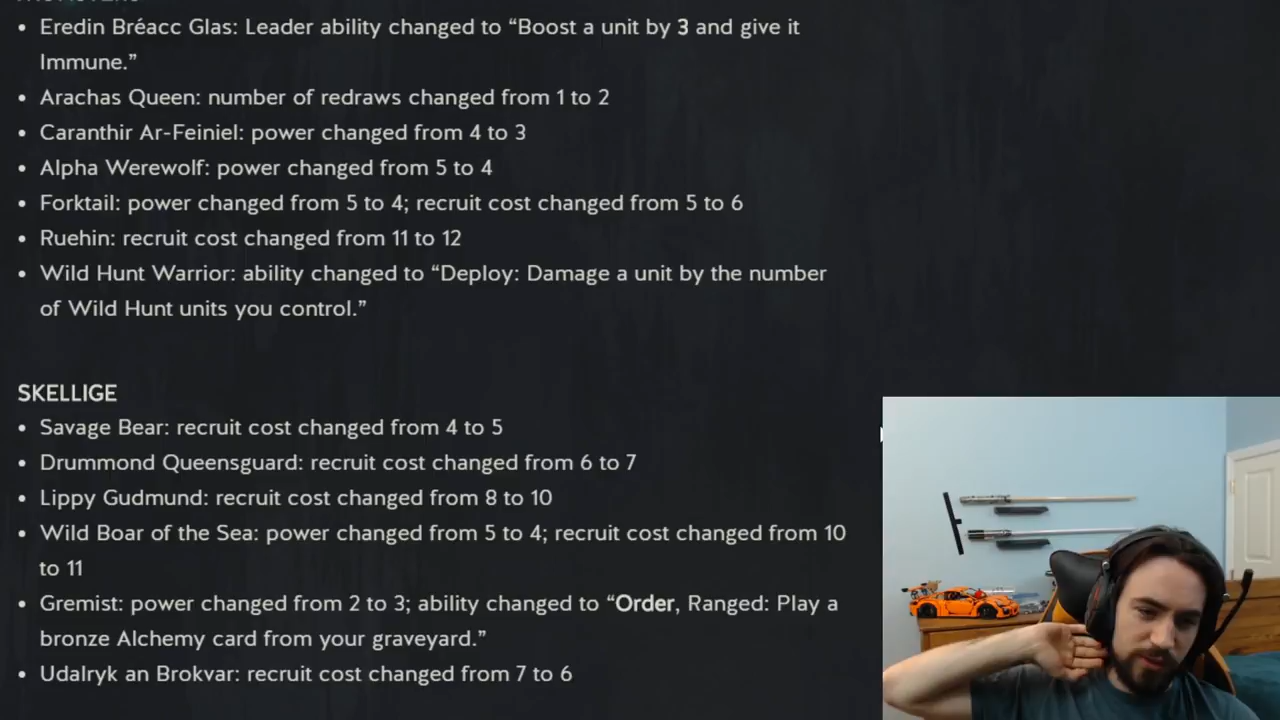 • Eredin Bréacc Glas: Leader ability changed to “Boost a unit by 3 and give it
Immune.”
• Arachas Queen: number of redraws changed from 1 to 2
• Caranthir Ar-Feiniel: power changed from 4 to 3
• Alpha Werewolf: power changed from 5 to 4
• Forktail: power changed from 5 to 4; recruit cost changed from 5 to 6
• Ruehin: recruit cost changed from 11 to 12
• Wild Hunt Warrior: ability changed to “Deploy: Damage a unit by the number
of Wild Hunt units you control.”
SKELLIGE
• Savage Bear: recruit cost changed from 4 to 5
• Drummond Queensguard: recruit cost changed from 6 to 7
• Lippy Gudmund: recruit cost changed from 8 to 10
• Wild Boar of the Sea: power changed from 5 to 4; recruit cost changed from 10
to 11
• Gremist: power changed from 2 to 3; ability changed to “Order, Ranged: Play a
bronze Alchemy card from your graveyard.”
• Udalryk an Brokvar: recruit cost changed from 7 to 6